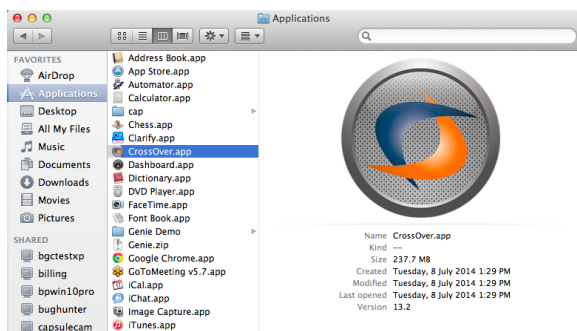 Applications
FAVORITES
AirDrop
Applications
Desktop
All My Files
Music
Documents
Downloads
Movies
Pictures
SHARED
bgctestxp
billing
bpwin10pro
bughunter
capsulecam
Address Book.app
App Store.app
Automator.app
Calculator.app
cap
Chess.app
Clarify.app
CrossOver.app
Dashboard.app
Dictionary.app
DVD Player.app
FaceTime.app
Font Book.app
Genie Demo
Genie.zip
Google Chrome.app
GoToMeeting v5.7.app
iCal.app
iChat.app
Image Capture.app
iTunes.app
Name CrossOver.app
Kind --
Size 237.7 MB
Created Tuesday, 8 July 2014 1:29 PM
Modified Tuesday, 8 July 2014 1:29 PM
Last opened Tuesday, 8 July 2014 1:29 PM
Version 13.2